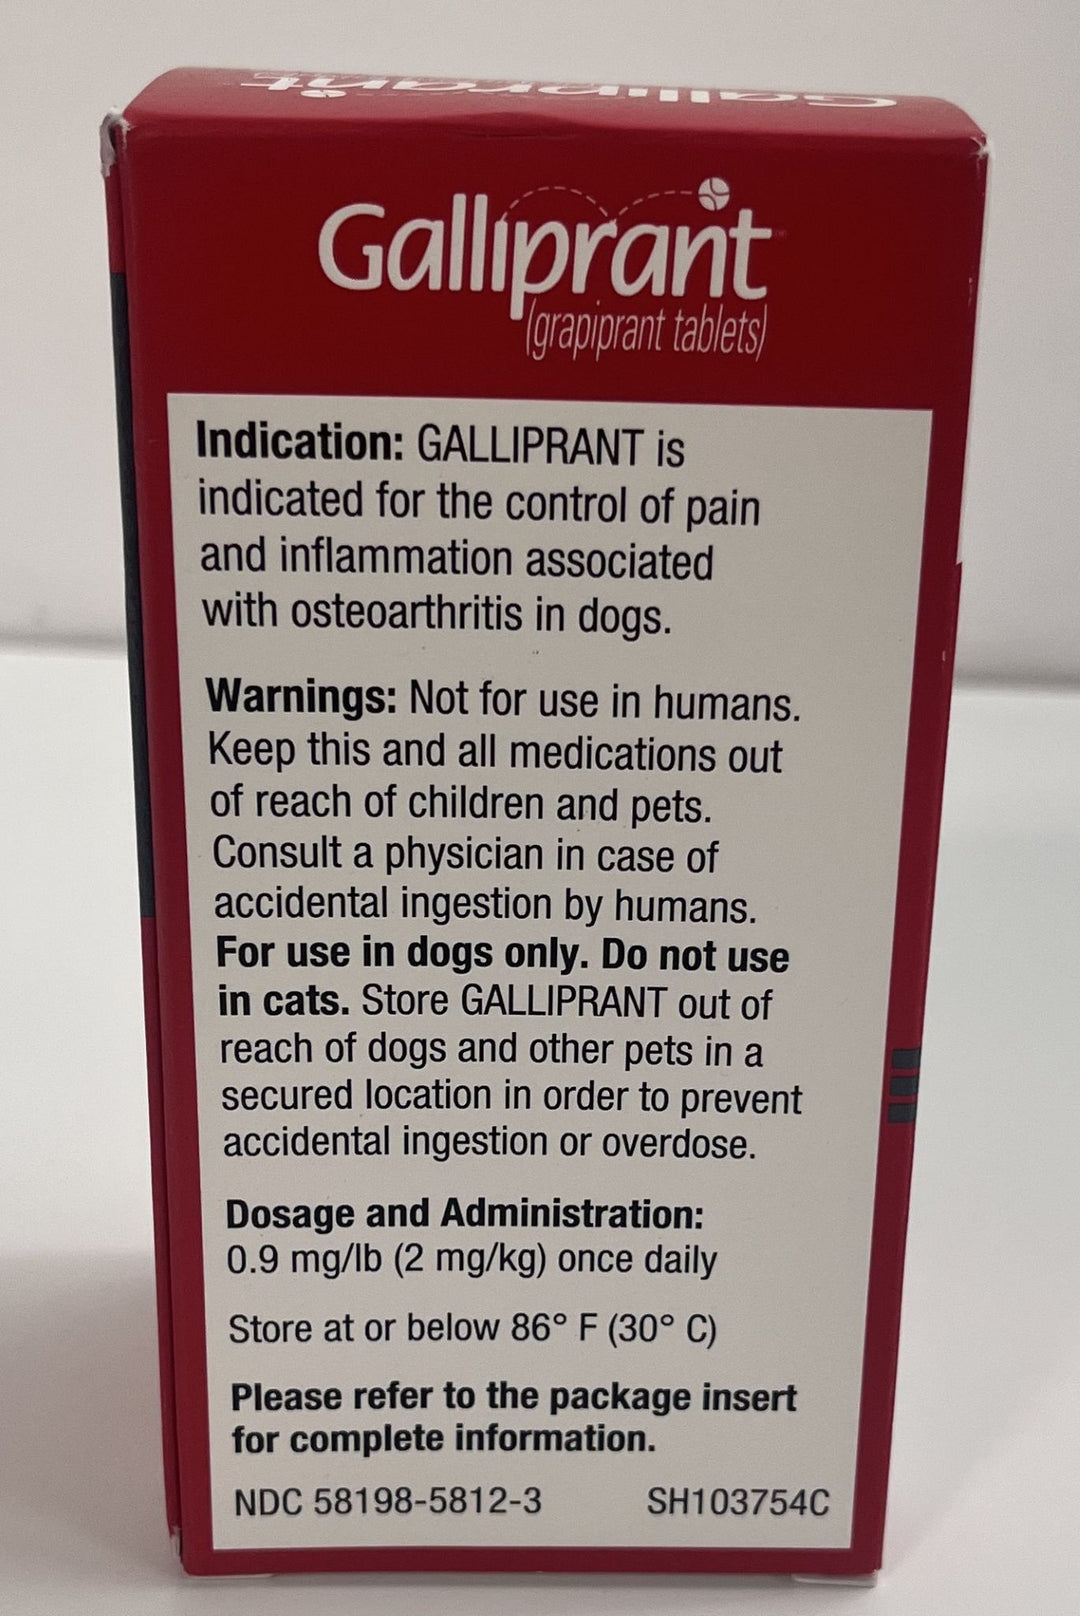 Galliprant
Galliprant
(grapiprant tablets)
Indication: GALLIPRANT is
indicated for the control of pain
and inflammation associated
with osteoarthritis in dogs.
Warnings: Not for use in humans.
Keep this and all medications out
of reach of children and pets.
Consult a physician in case of
accidental ingestion by humans.
For use in dogs only. Do not use
in cats. Store GALLIPRANT out of
reach of dogs and other pets in a
secured location in order to prevent
accidental ingestion or overdose.
Dosage and Administration:
0.9 mg/lb (2 mg/kg) once daily
Store at or below 86° F (30° C)
Please refer to the package insert
for complete information.
NDC 58198-5812-3 SH103754C